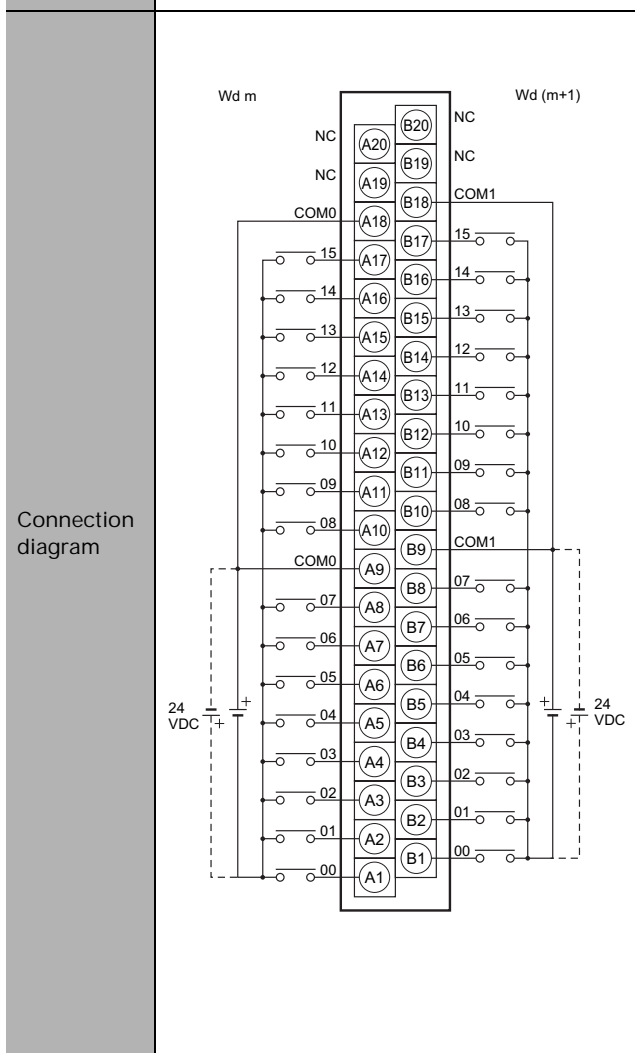 Connection
diagram
Wd m
Wd (m+1)
NC A20 B20 NC
NC A19 B19 NC
COM0 A18 B18 COM1
15 A17 B17 15
14 A16 B16 14
13 A15 B15 13
12 A14 B14 12
11 A13 B13 11
10 A12 B12 10
09 A11 B11 09
08 A10 B10 08
COM0 A9 B9 COM1
07 A8 B8 07
06 A7 B7 06
05 A6 B6 05
04 A5 B5 04
03 A4 B4 03
02 A3 B3 02
01 A2 B2 01
00 A1 B1 00
24
VDC
+ +
24
VDC
+ +